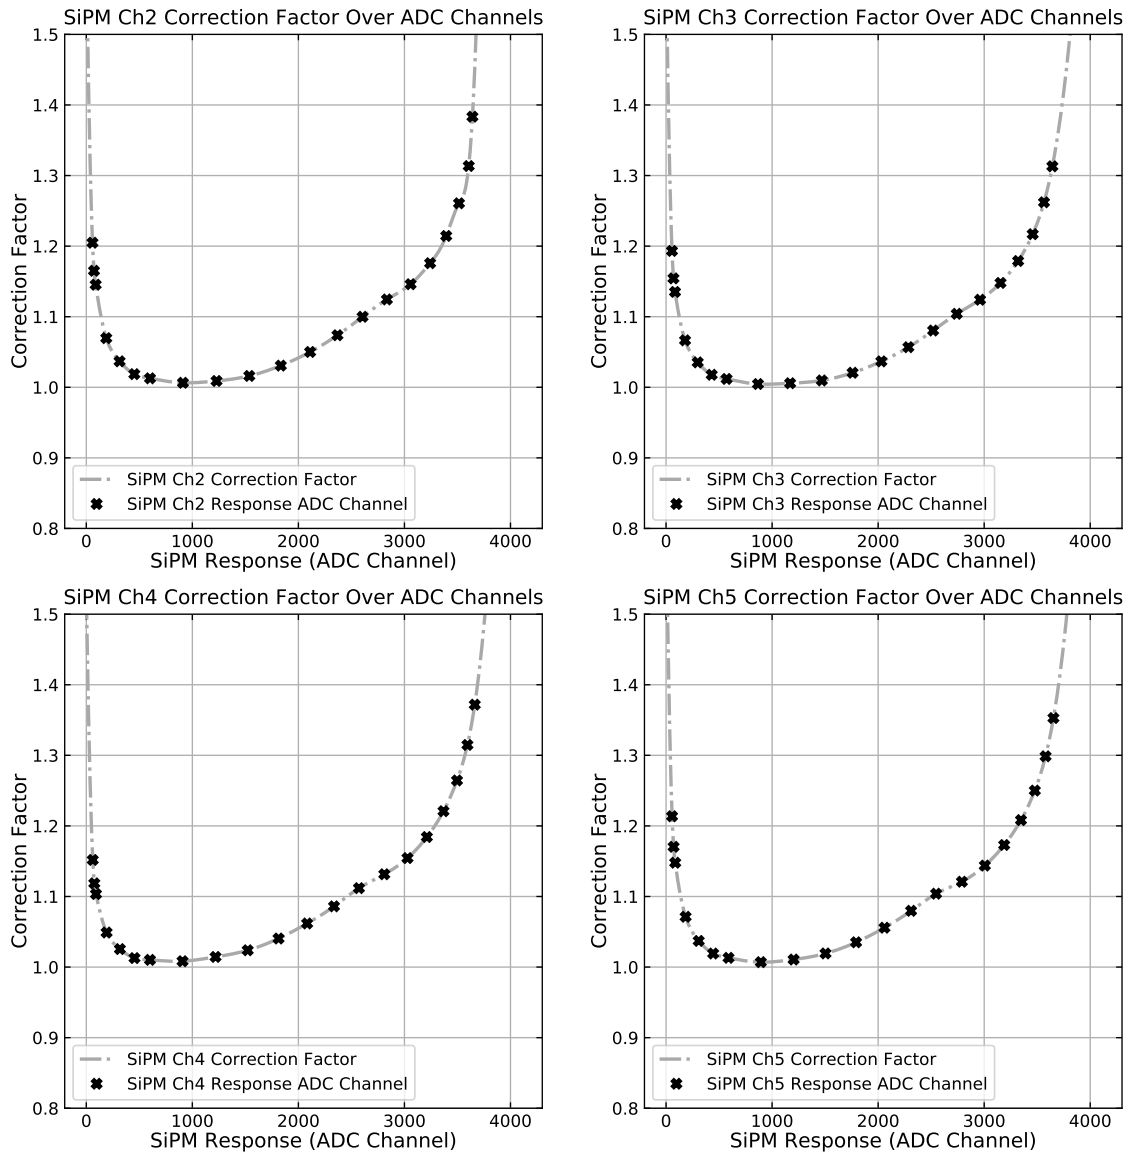 SiPM Ch2 Correction Factor Over ADC Channels
1.5
1.4
1.3
1.2
1.1
1.0
0.9
0.8
Correction Factor
SiPM Ch2 Correction Factor
SiPM Ch2 Response ADC Channel
0 1000 2000 3000 4000
SiPM Response (ADC Channel)
SiPM Ch3 Correction Factor Over ADC Channels
1.5
1.4
1.3
1.2
1.1
1.0
0.9
0.8
Correction Factor
SiPM Ch3 Correction Factor
SiPM Ch3 Response ADC Channel
0 1000 2000 3000 4000
SiPM Response (ADC Channel)
SiPM Ch4 Correction Factor Over ADC Channels
1.5
1.4
1.3
1.2
1.1
1.0
0.9
0.8
Correction Factor
SiPM Ch4 Correction Factor
SiPM Ch4 Response ADC Channel
0 1000 2000 3000 4000
SiPM Response (ADC Channel)
SiPM Ch5 Correction Factor Over ADC Channels
1.5
1.4
1.3
1.2
1.1
1.0
0.9
0.8
Correction Factor
SiPM Ch5 Correction Factor
SiPM Ch5 Response ADC Channel
0 1000 2000 3000 4000
SiPM Response (ADC Channel)